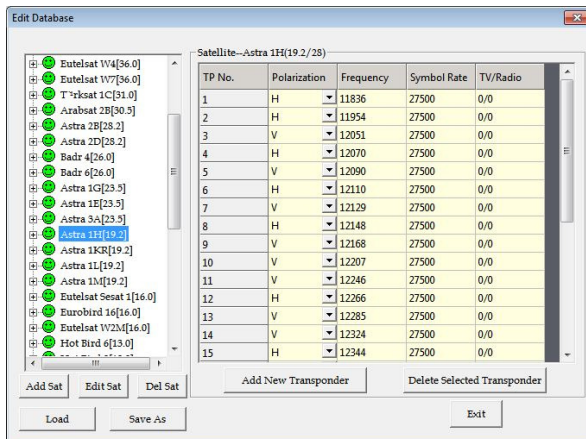 Edit Database
Eutelsat W4[36.0]
Eutelsat W7[36.0]
T³rksat 1C[31.0]
Arabsat 2B[30.5]
Astra 2B[28.2]
Astra 2D[28.2]
Badr 4[26.0]
Badr 6[26.0]
Astra 1G[23.5]
Astra 1E[23.5]
Astra 3A[23.5]
Astra 1H[19.2]
Astra 1KR[19.2]
Astra 1L[19.2]
Astra 1M[19.2]
Eutelsat Sesat 1[16.0]
Eurobird 16[16.0]
Eutelsat W2M[16.0]
Hot Bird 6[13.0]
Add Sat Edit Sat Del Sat
Load Save As
Satellite--Astra 1H(19.2/28)
TP No. Polarization Frequency Symbol Rate TV/Radio
1 H 11836 27500 0/0
2 H 11954 27500 0/0
3 V 12051 27500 0/0
4 H 12070 27500 0/0
5 V 12090 27500 0/0
6 H 12110 27500 0/0
7 V 12129 27500 0/0
8 H 12148 27500 0/0
9 V 12168 27500 0/0
10 V 12207 27500 0/0
11 V 12246 27500 0/0
12 H 12266 27500 0/0
13 V 12285 27500 0/0
14 V 12324 27500 0/0
15 H 12344 27500 0/0
Add New Transponder Delete Selected Transponder
Exit